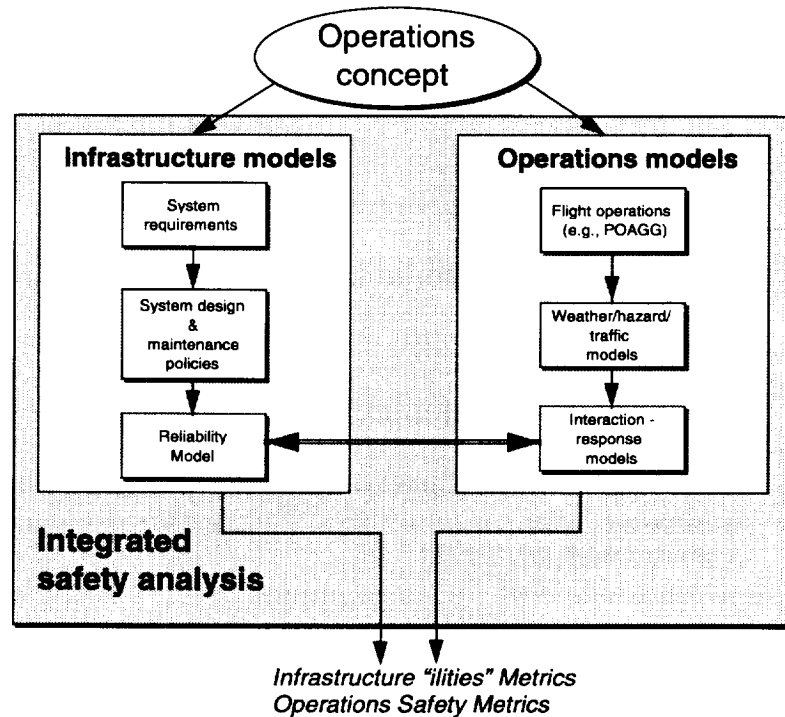 Operations
concept
Infrastructure models
System
requirements
System design
&
maintenance
policies
Reliability
Model
Operations models
Flight operations
(e.g., POAGG)
Weather/hazard/
traffic
models
Interaction -
response
models
Integrated
safety analysis
Infrastructure "ilities" Metrics
Operations Safety Metrics